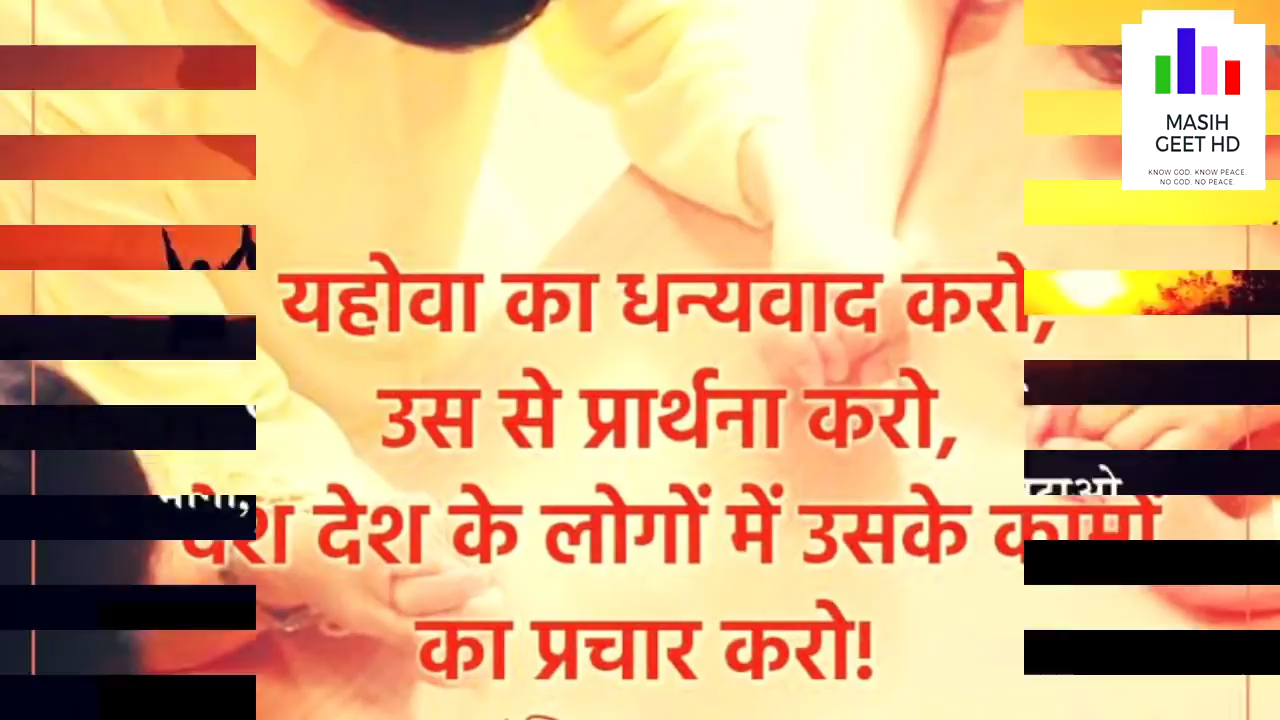 MASIH
GEET HD
KNOW GOD. KNOW PEACE.
NO GOD. NO PEACE.
यहोवा का धन्यवाद करो,
उस से प्रार्थना करो,
देश देश के लोगों में उसके कामों
का प्रचार करो!